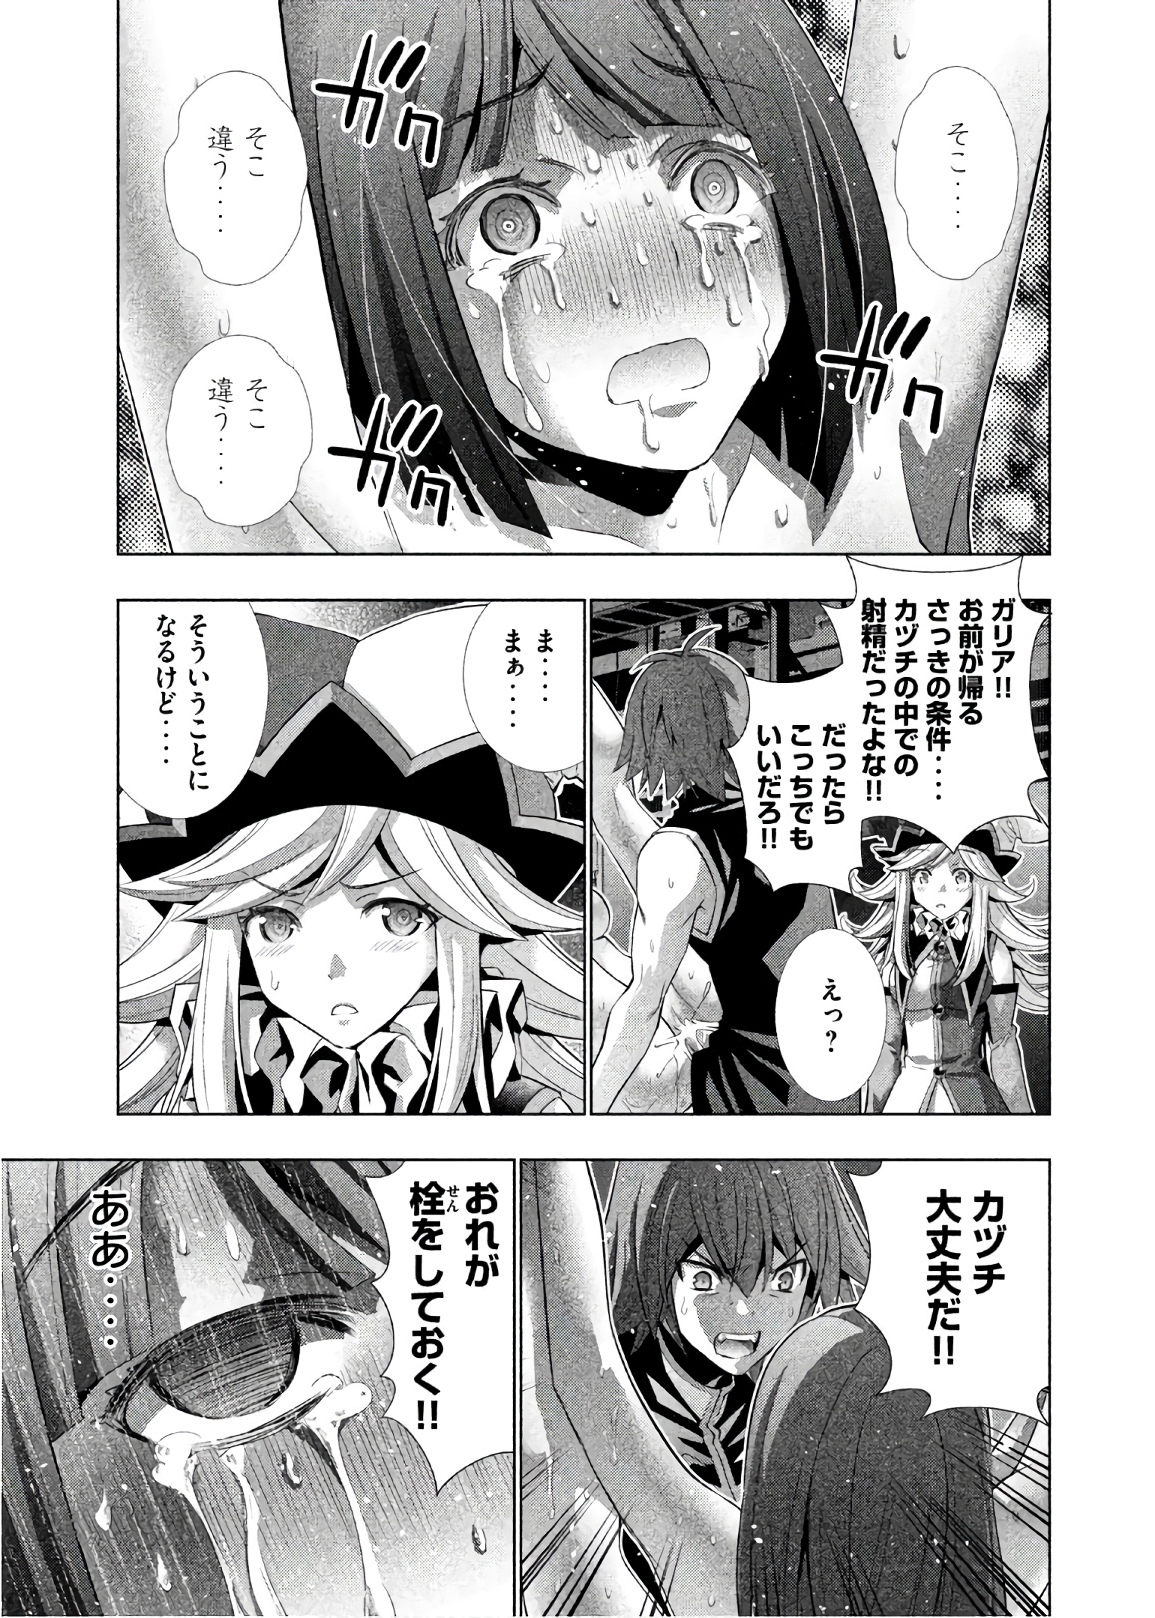 そこ‥‥
そこ
違う‥‥
そこ
違う‥‥
ガク
ガク
ガク
ガク
ガリア!!
お前が帰る
さっきの条件‥‥
カヅチの中での
射精だったよな!!
だったら
こっちでも
いいだろ!!
えっ?
ま‥‥
まぁ‥‥
そういうことに
なるけど‥‥
カヅチ
大丈夫だ!!
おれが
栓をしておく!!
せん
ああ‥‥